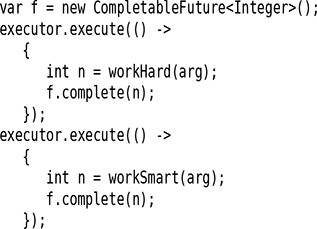 var f = new CompletableFuture<Integer>();
executor.execute(() ->
   {
      int n = workHard(arg);
      f.complete(n);
   });
executor.execute(() ->
   {
      int n = workSmart(arg);
      f.complete(n);
   });